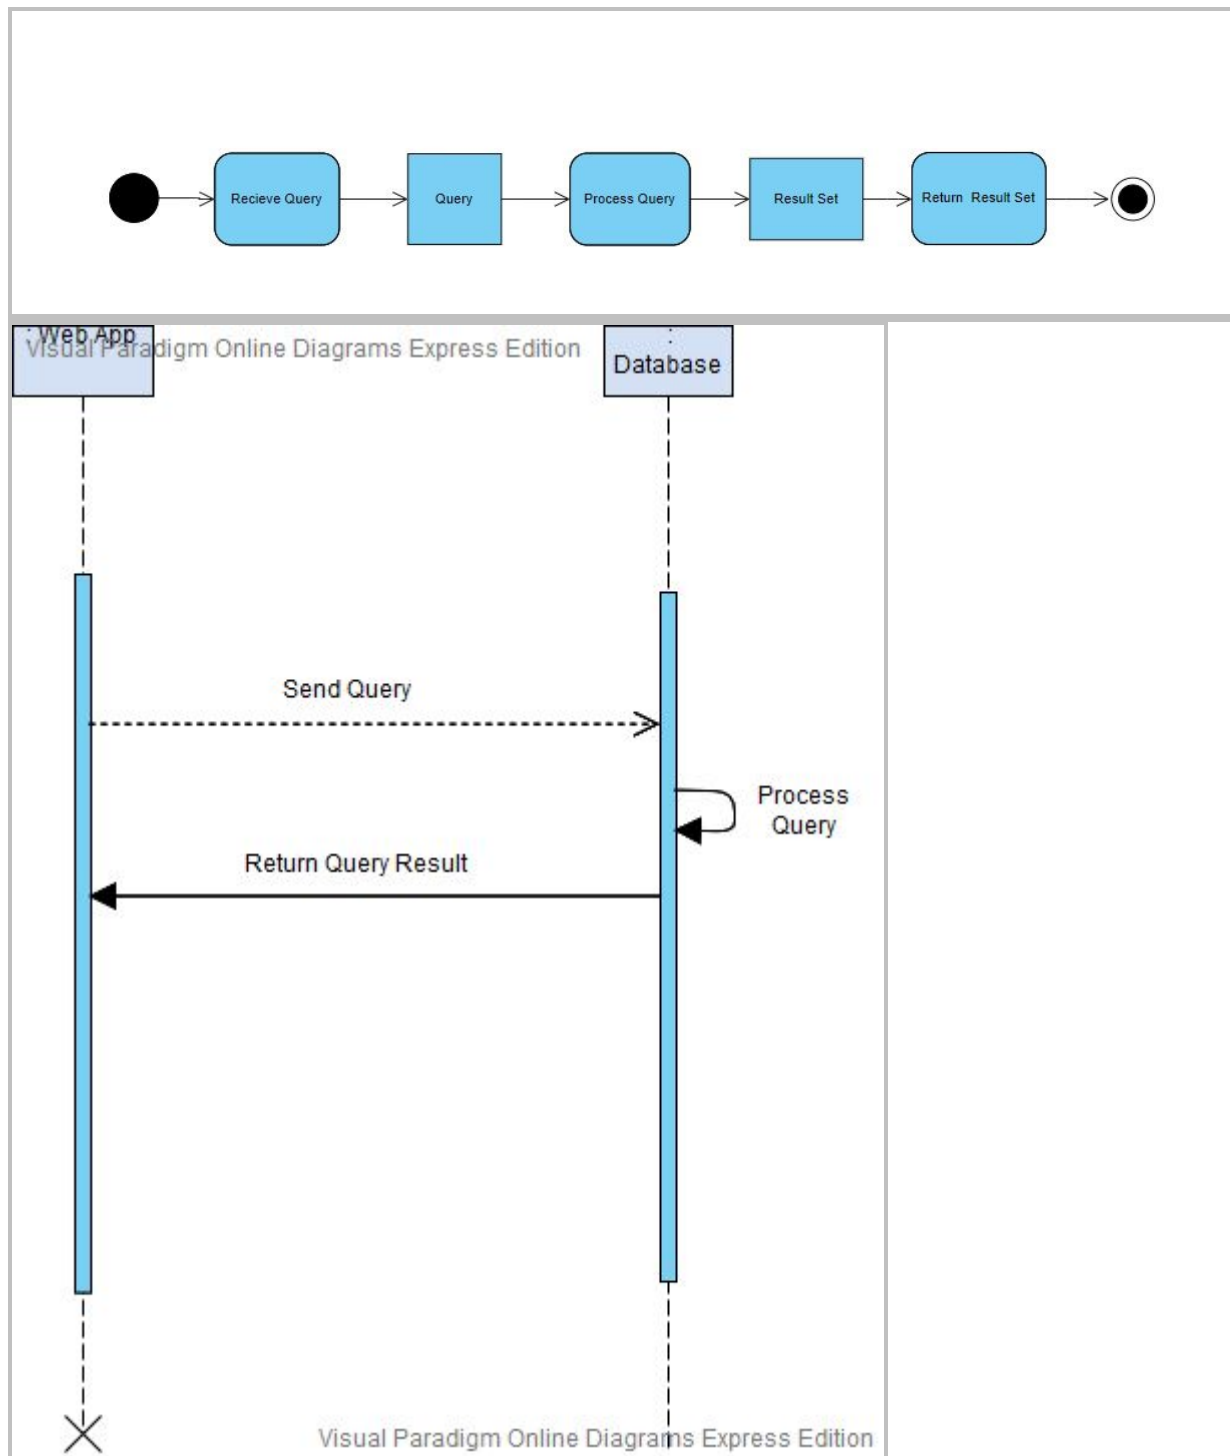 Recieve Query
Query
Process Query
Result Set
Return Result Set
: Web App
Visual Paradigm Online Diagrams Express Edition
:
Database
Send Query
Process
Query
Return Query Result
Visual Paradigm Online Diagrams Express Edition